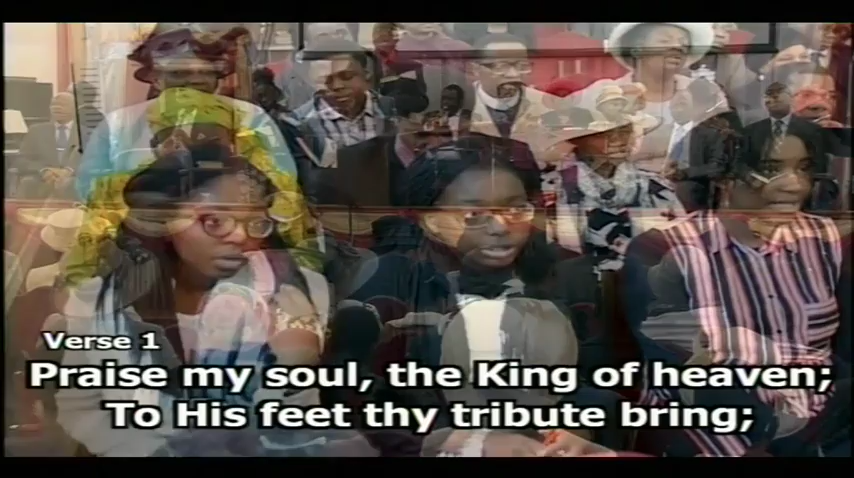 Verse 1
Praise my soul, the King of heaven;
To His feet thy tribute bring;